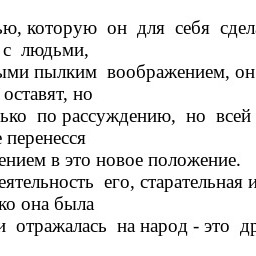 ью, которую он для себя сдел
с людьми,
ыми пылким воображением, он
оставят, но
ько по рассуждению, но всей
е перенесся
ением в это новое положение.
еятельность его, старательная и
ко она была
и отражалась на народ - это др